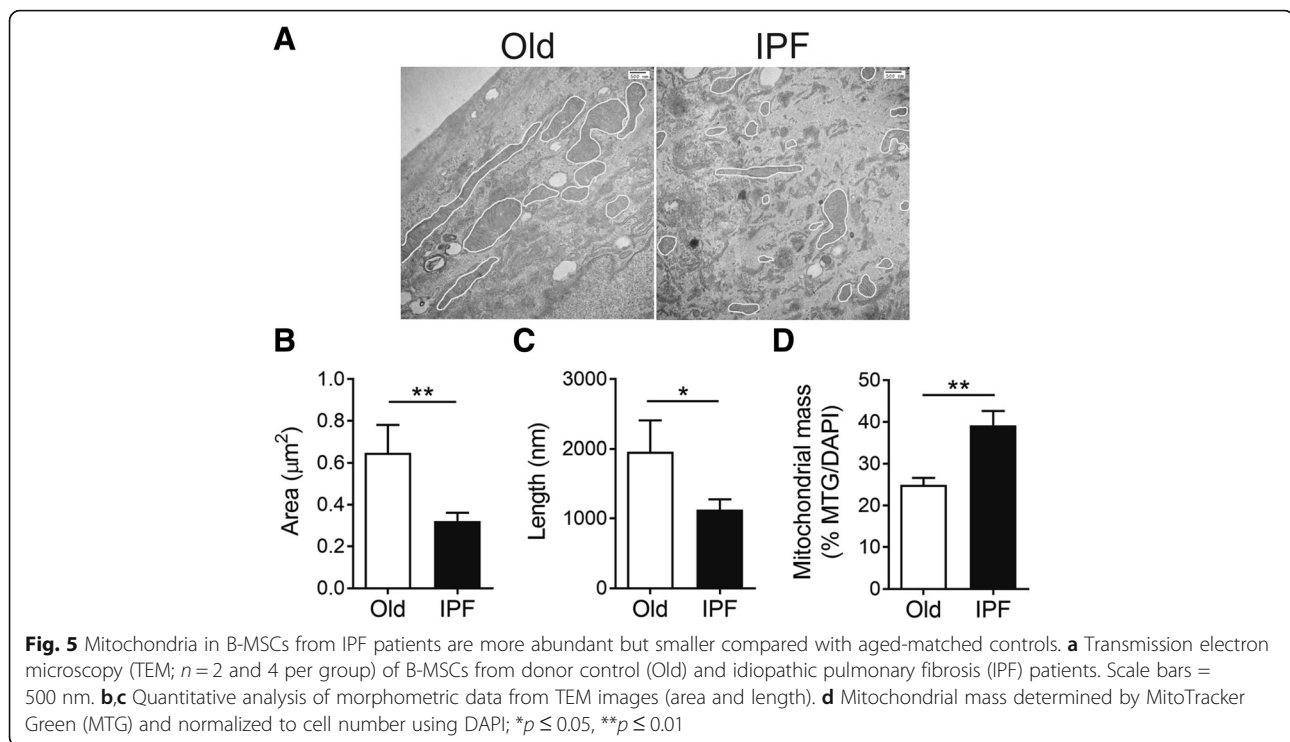 A
Old
IPF
500 nm
500 nm
B
C
D
Area (μm²)
1.0
0.8
0.6
0.4
0.2
0.0
**
Old IPF
Length (nm)
3000
2000
1000
0
*
Old IPF
Mitochondrial mass
(% MTG/DAPI)
50
40
30
20
10
0
**
Old IPF
Fig. 5 Mitochondria in B-MSCs from IPF patients are more abundant but smaller compared with aged-matched controls. a Transmission electron
microscopy (TEM; n = 2 and 4 per group) of B-MSCs from donor control (Old) and idiopathic pulmonary fibrosis (IPF) patients. Scale bars =
500 nm. b,c Quantitative analysis of morphometric data from TEM images (area and length). d Mitochondrial mass determined by MitoTracker
Green (MTG) and normalized to cell number using DAPI; *p ≤ 0.05, **p ≤ 0.01